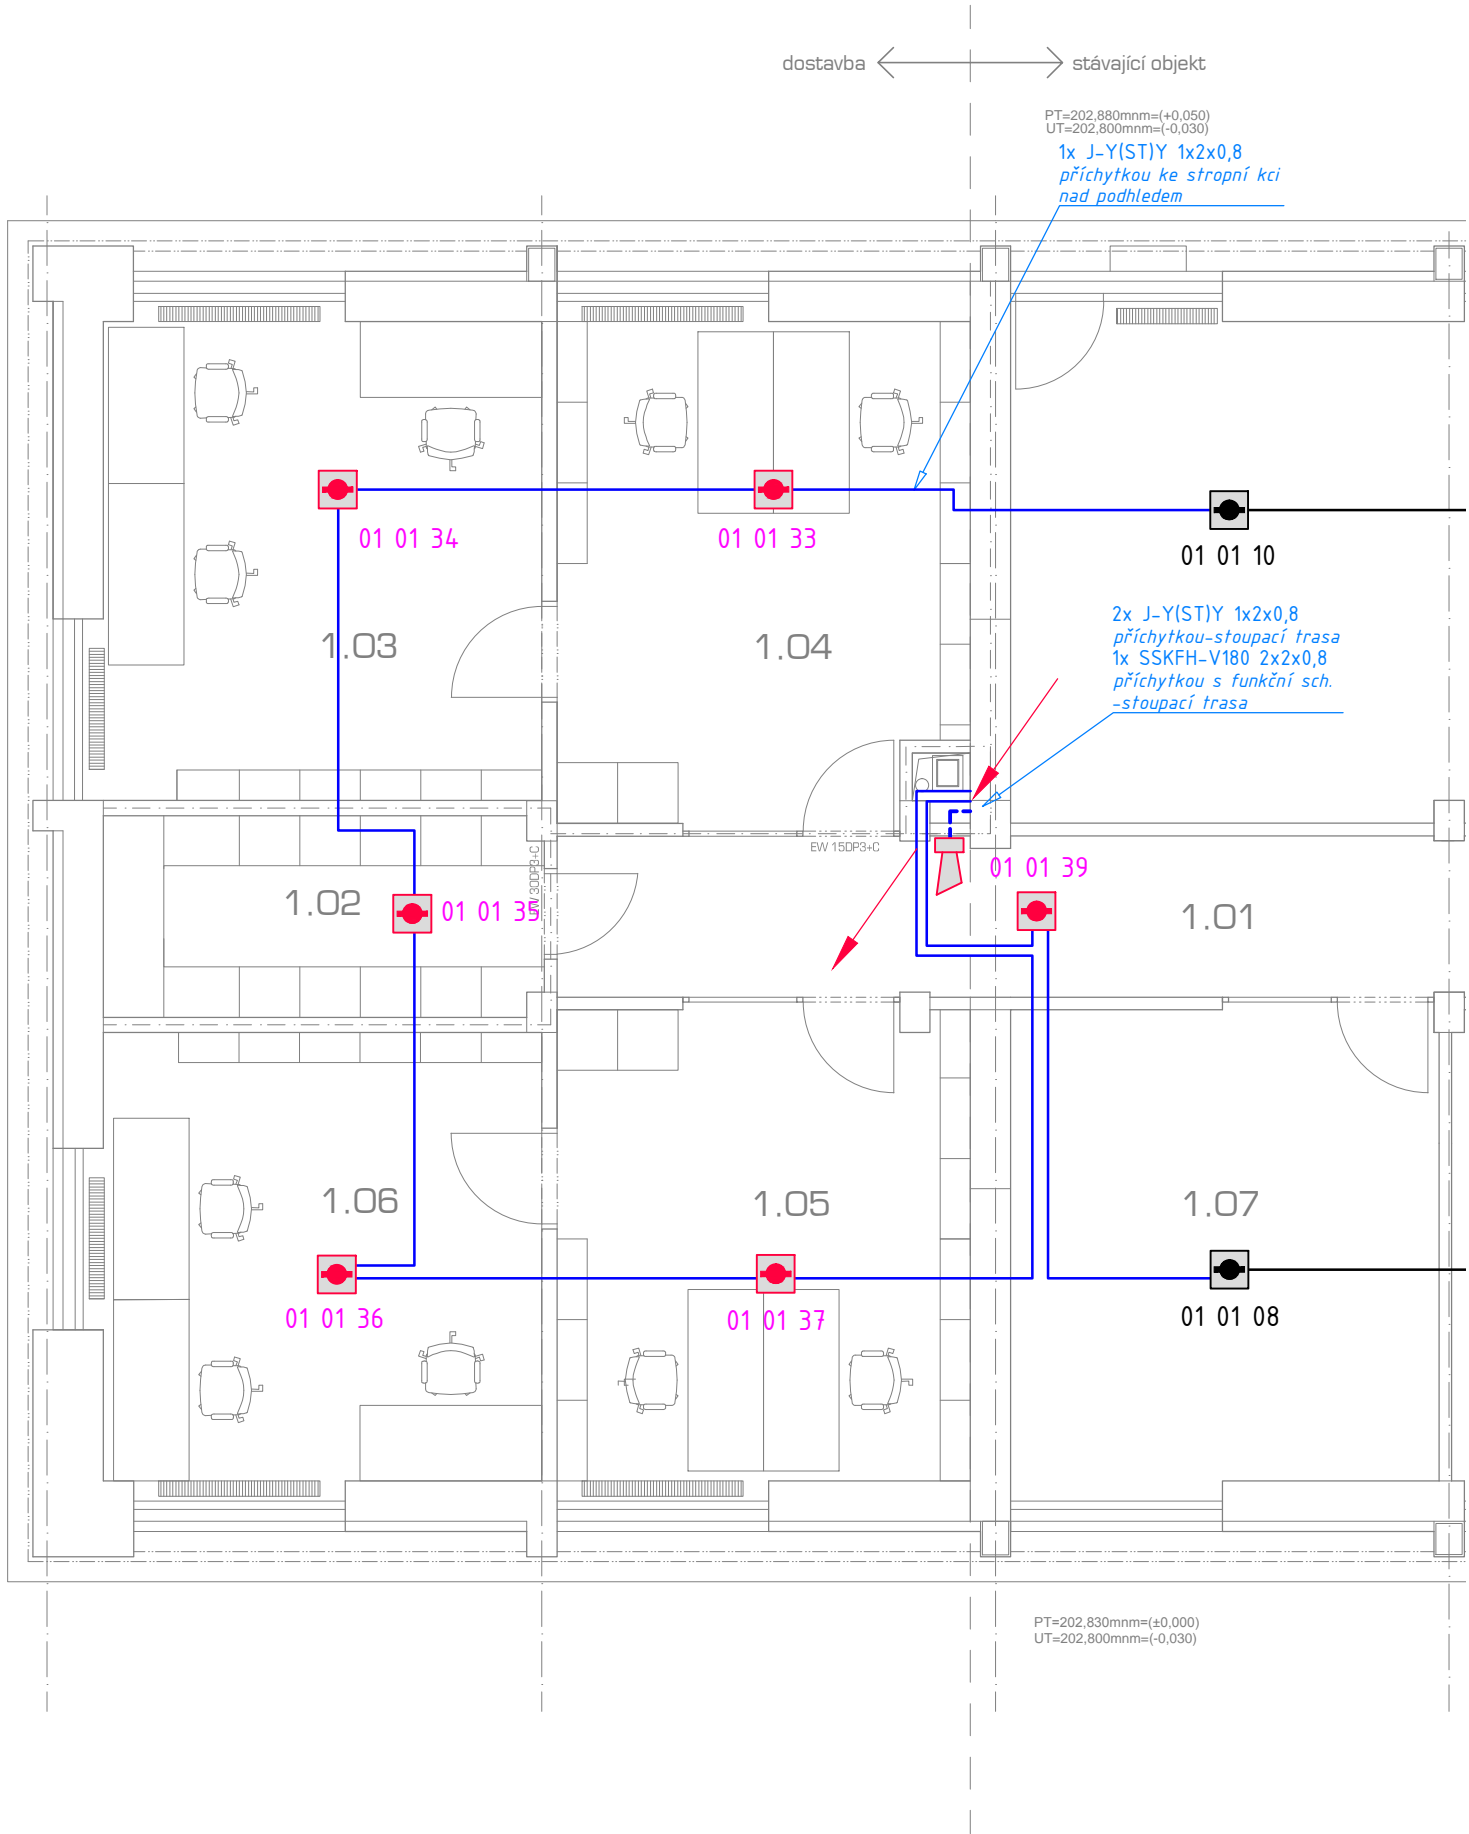 dostavba
stávající objekt
PT=202,880mnm=(+0,050)
UT=202,800mnm=(-0,030)
1x J-Y(ST)Y 1x2x0,8
příchytkou ke stropní kci
nad podhledem
01 01 34
01 01 33
01 01 10
2x J-Y(ST)Y 1x2x0,8
příchytkou-stoupací trasa
1x SSKFH-V180 2x2x0,8
příchytkou s funkční sch.
-stoupací trasa
1.03
1.04
EW 15DP3+C
EW 30DP3+C
01 01 39
1.02
01 01 35
1.01
1.06
1.05
1.07
01 01 36
01 01 37
01 01 08
PT=202,830mnm=(±0,000)
UT=202,800mnm=(-0,030)